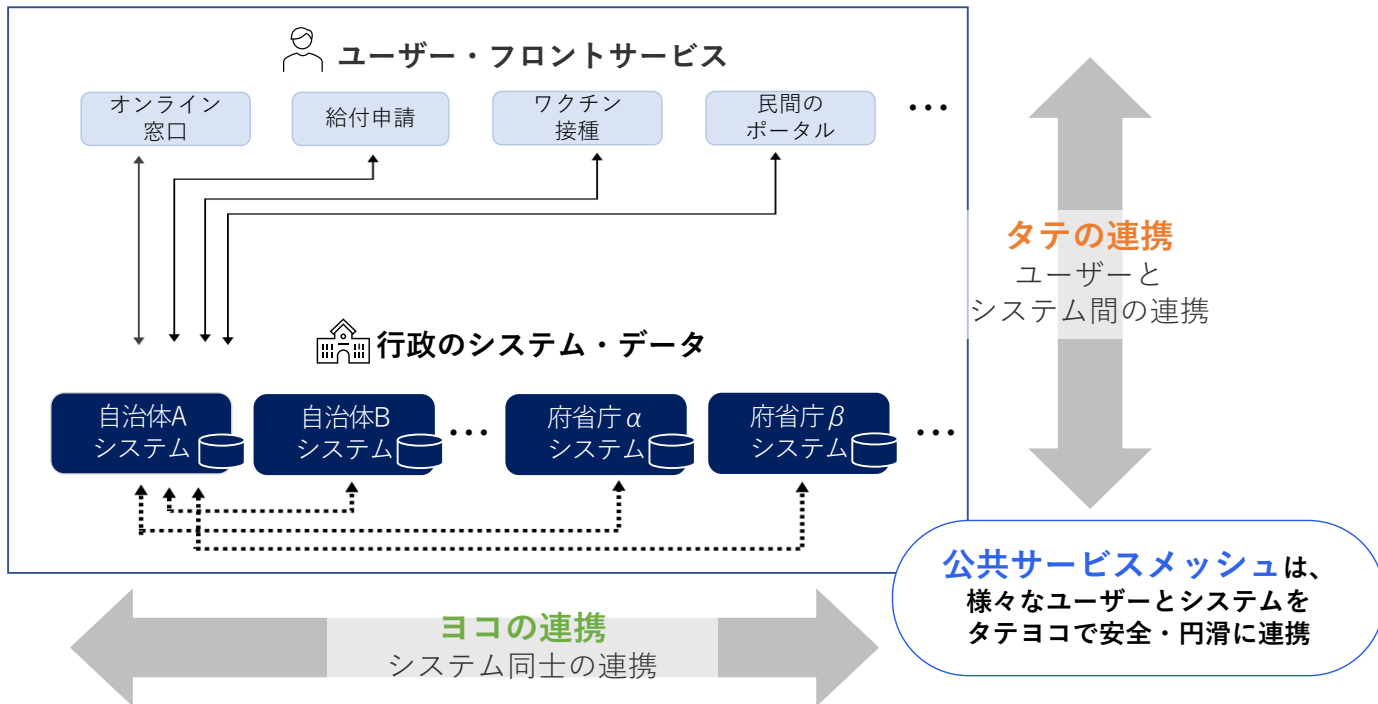 ユーザー・フロントサービス
オンライン
窓口
給付申請
ワクチン
接種
民間の
ポータル
•••
タテの連携
ユーザーと
システム間の連携
行政のシステム・データ
自治体A
システム
自治体B
システム
•••
府省庁α
システム
府省庁β
システム
•••
公共サービスメッシュは、
様々なユーザーとシステムを
タテヨコで安全・円滑に連携
ヨコの連携
システム同士の連携